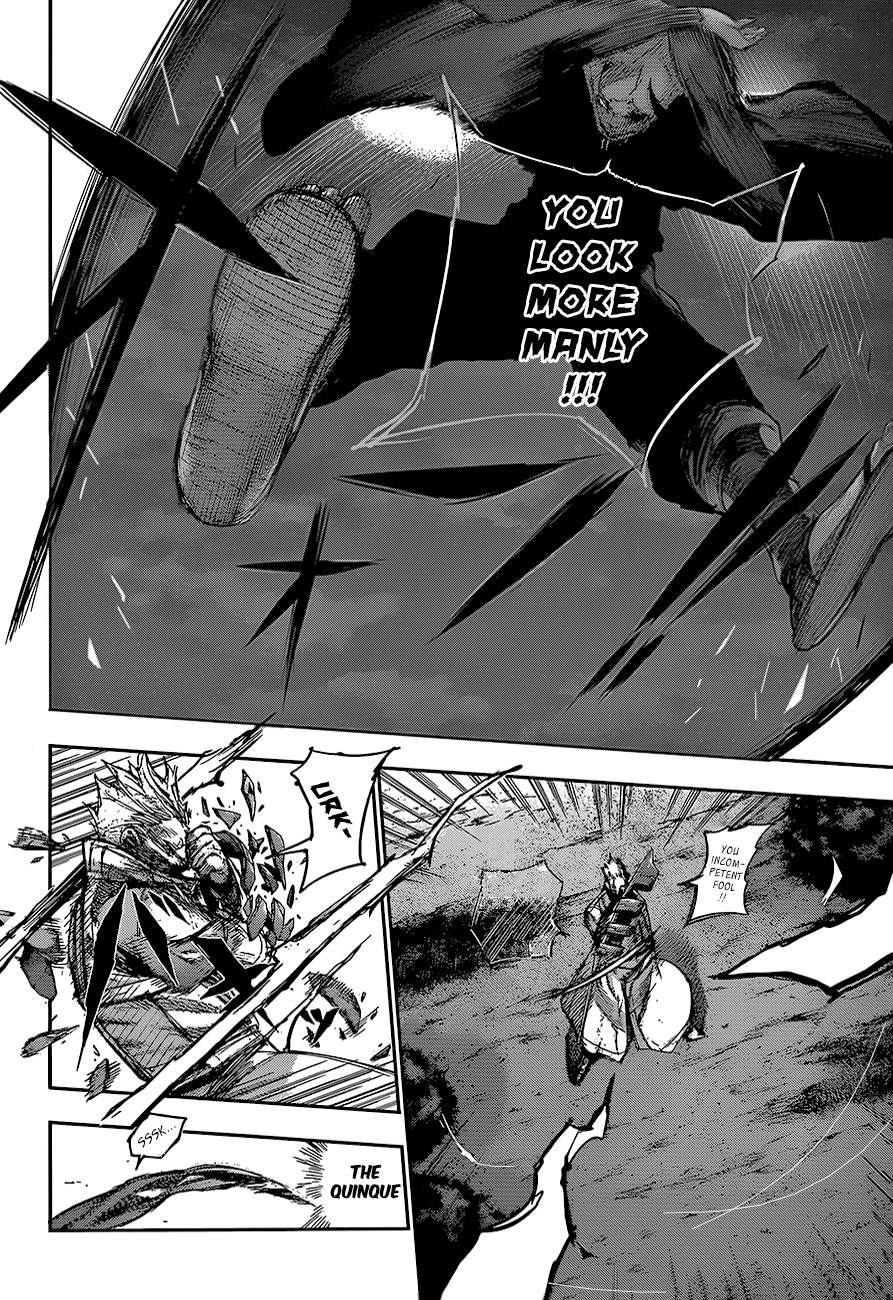 YOU
LOOK
MORE
MANLY
!!!
YOU
INCOM-
PETENT
FOOL
!!
URK-
SSSK....
THE
QUINQUE